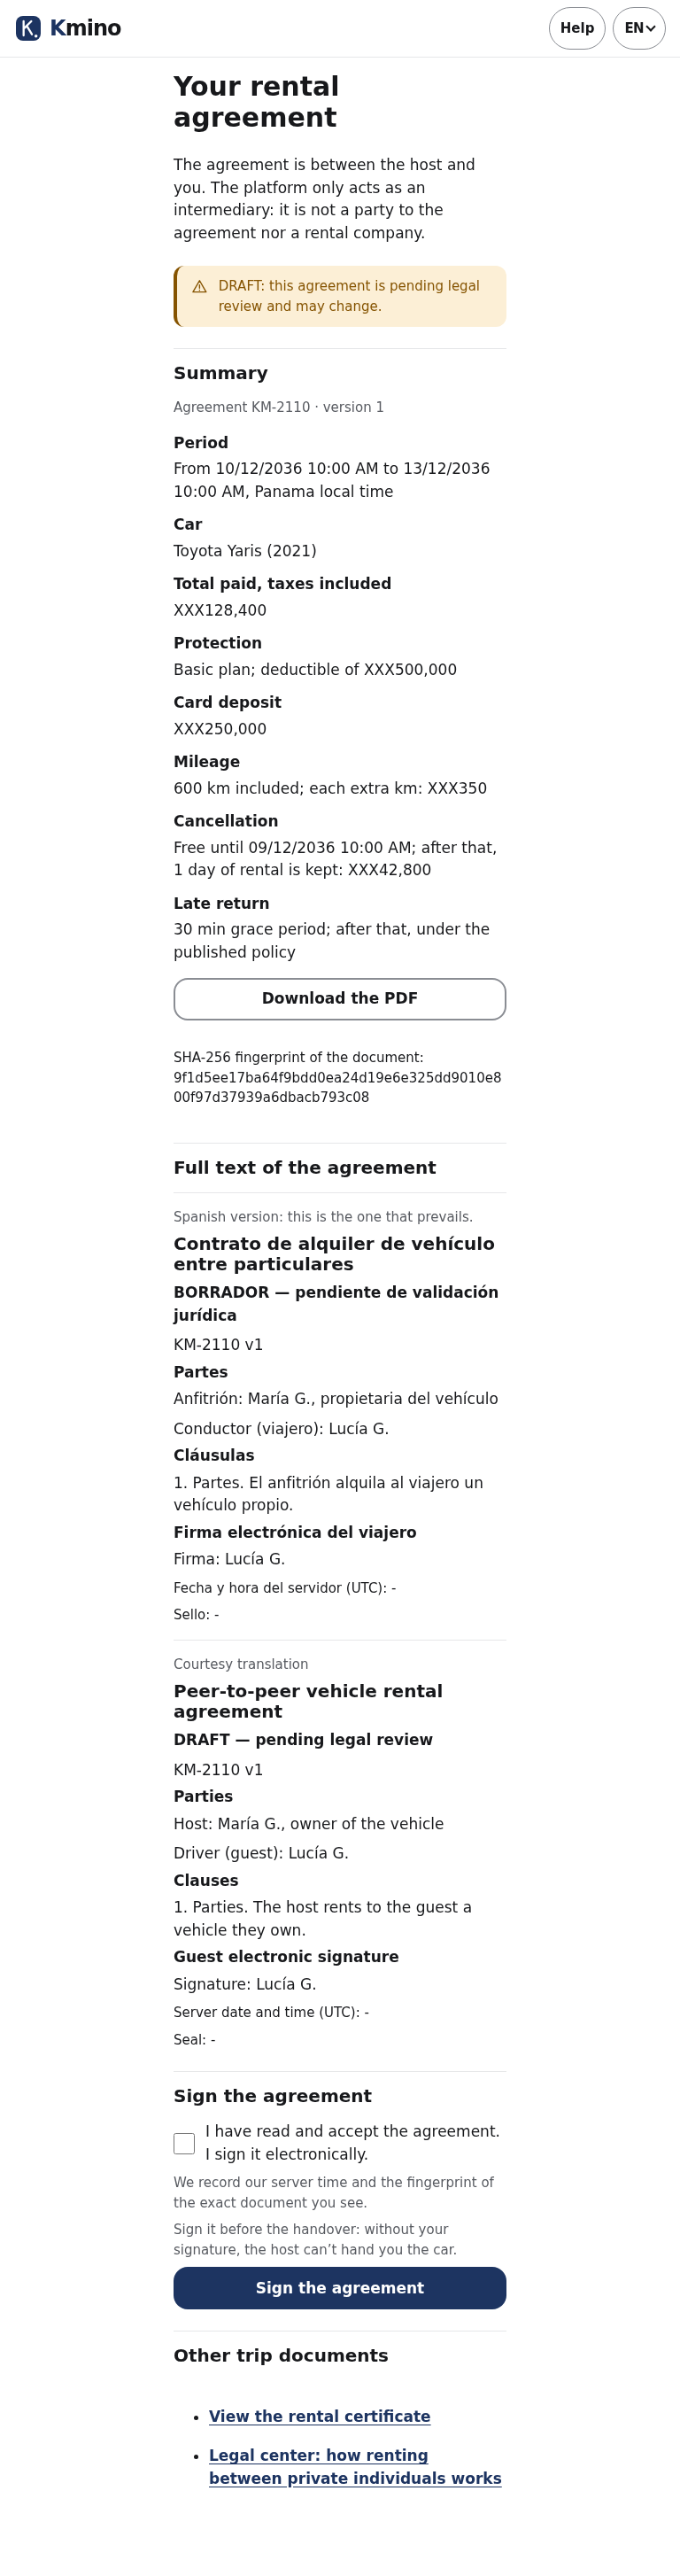 Kmino
Help
EN
Your rental
agreement
The agreement is between the host and
you. The platform only acts as an
intermediary: it is not a party to the
agreement nor a rental company.
DRAFT: this agreement is pending legal
review and may change.
Summary
Agreement KM-2110 · version 1
Period
From 10/12/2036 10:00 AM to 13/12/2036
10:00 AM, Panama local time
Car
Toyota Yaris (2021)
Total paid, taxes included
XXX128,400
Protection
Basic plan; deductible of XXX500,000
Card deposit
XXX250,000
Mileage
600 km included; each extra km: XXX350
Cancellation
Free until 09/12/2036 10:00 AM; after that,
1 day of rental is kept: XXX42,800
Late return
30 min grace period; after that, under the
published policy
Download the PDF
SHA-256 fingerprint of the document:
9f1d5ee17ba64f9bdd0ea24d19e6e325dd9010e8
00f97d37939a6dbacb793c08
Full text of the agreement
Spanish version: this is the one that prevails.
Contrato de alquiler de vehículo
entre particulares
BORRADOR — pendiente de validación
jurídica
KM-2110 v1
Partes
Anfitrión: María G., propietaria del vehículo
Conductor (viajero): Lucía G.
Cláusulas
1. Partes. El anfitrión alquila al viajero un
vehículo propio.
Firma electrónica del viajero
Firma: Lucía G.
Fecha y hora del servidor (UTC): -
Sello: -
Courtesy translation
Peer-to-peer vehicle rental
agreement
DRAFT — pending legal review
KM-2110 v1
Parties
Host: María G., owner of the vehicle
Driver (guest): Lucía G.
Clauses
1. Parties. The host rents to the guest a
vehicle they own.
Guest electronic signature
Signature: Lucía G.
Server date and time (UTC): -
Seal: -
Sign the agreement
I have read and accept the agreement.
I sign it electronically.
We record our server time and the fingerprint of
the exact document you see.
Sign it before the handover: without your
signature, the host can’t hand you the car.
Sign the agreement
Other trip documents
• View the rental certificate
• Legal center: how renting
between private individuals works